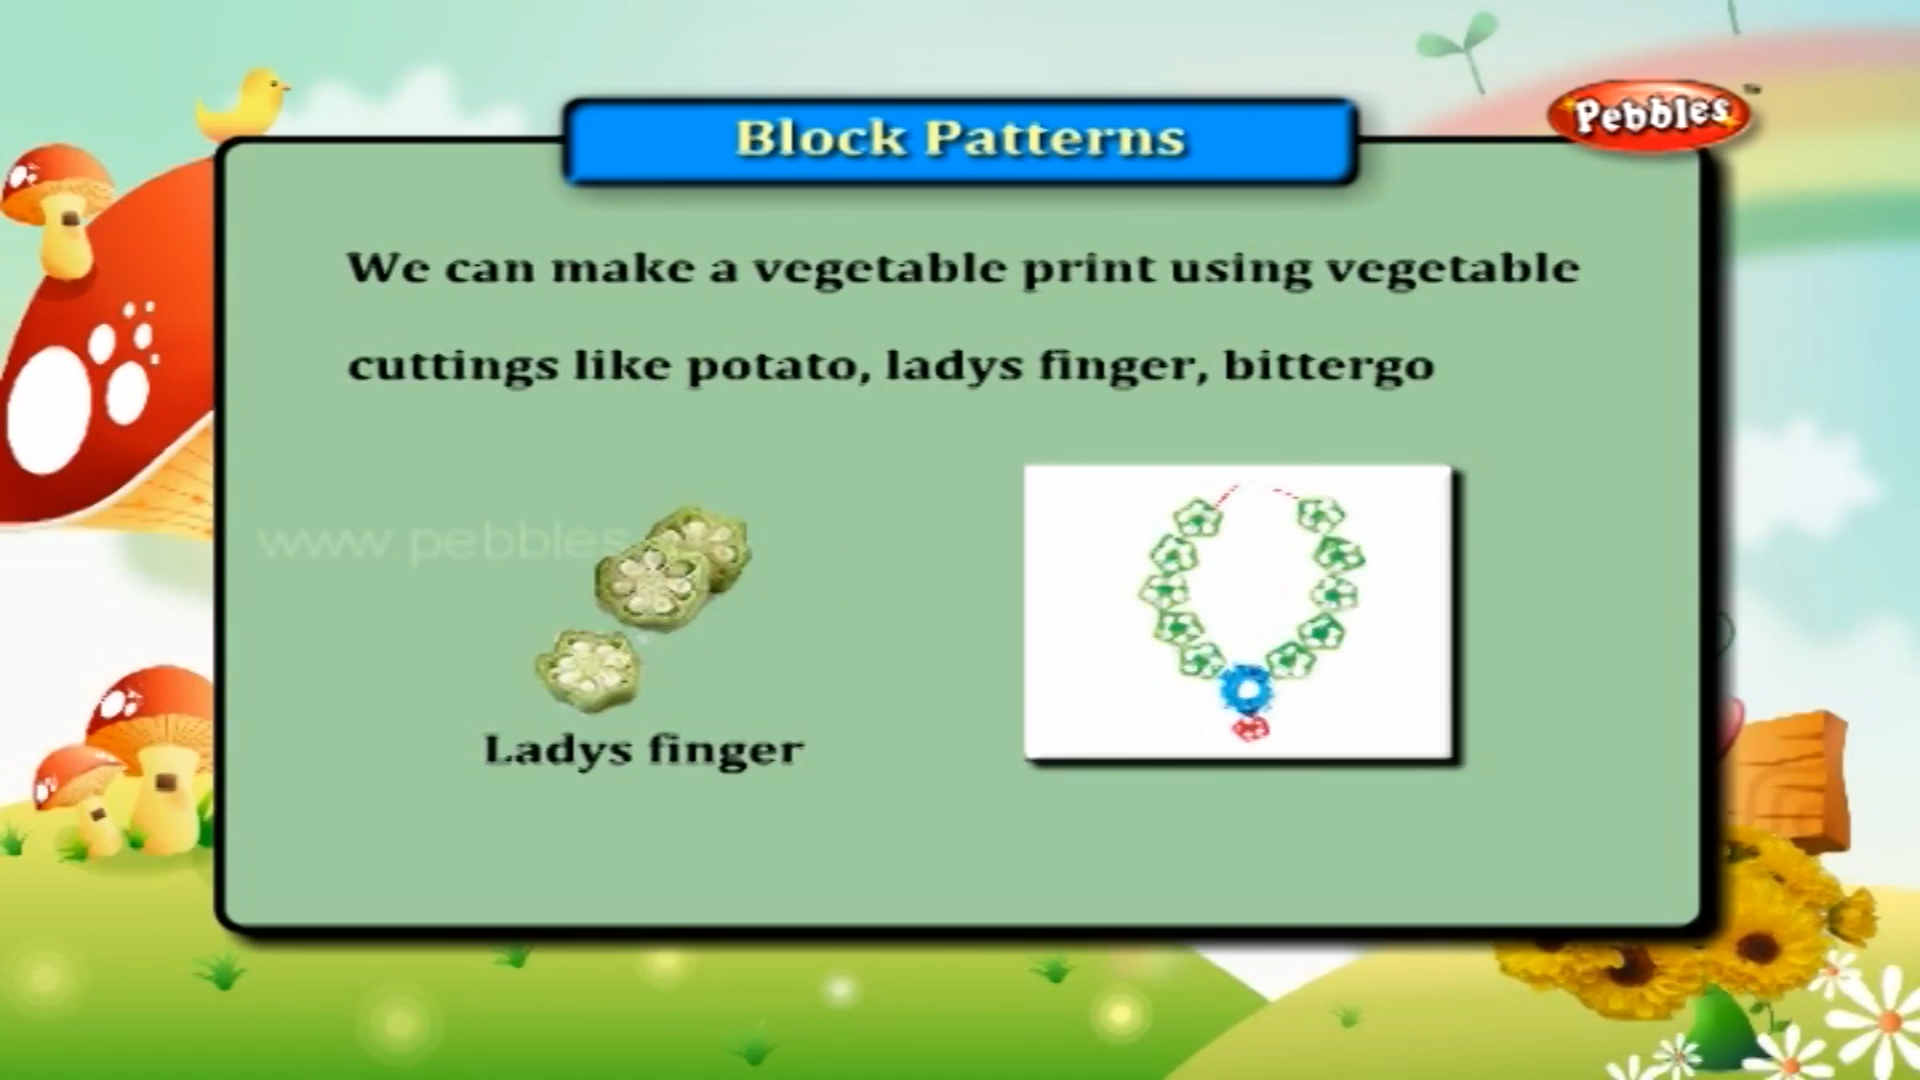 Block Patterns
Pebbles
We can make a vegetable print using vegetable
cuttings like potato, ladys finger, bittergo
www.pebbles
Ladys finger